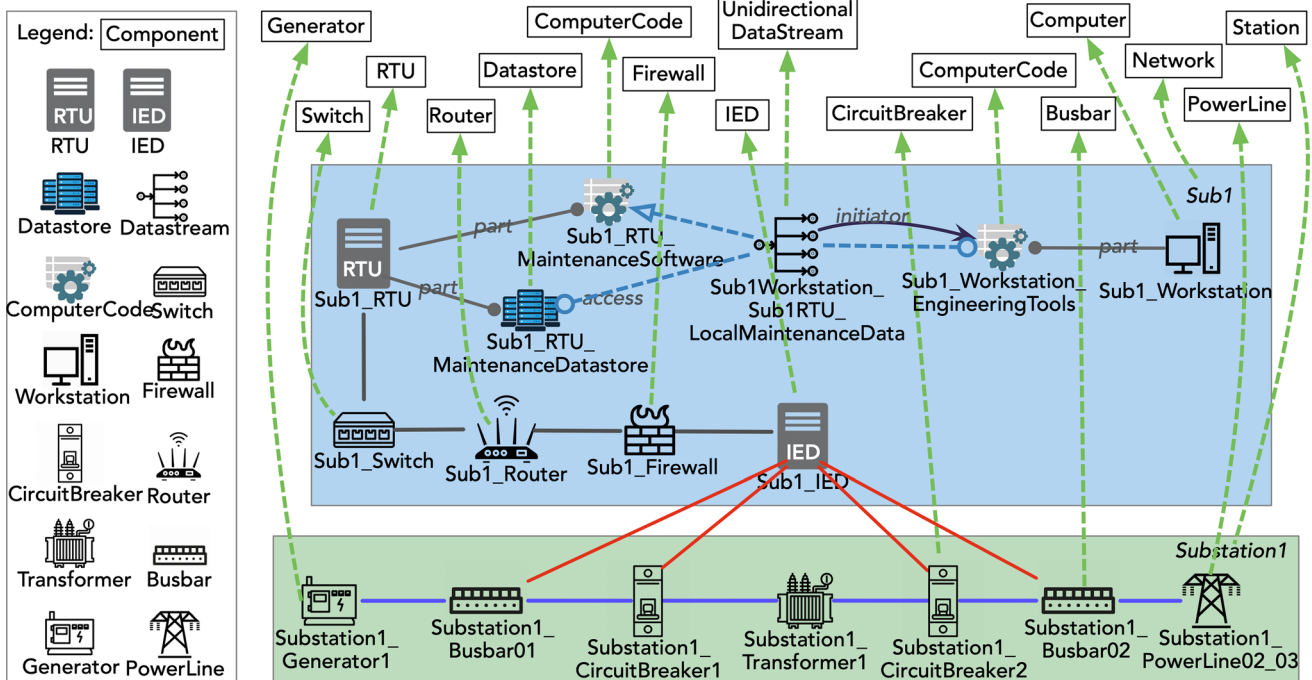 Legend: Component
RTU
IED
RTU
IED
Datastore
Datastream
ComputerCode
Switch
Workstation
Firewall
CircuitBreaker
Router
Transformer
Busbar
Generator
PowerLine
Generator
ComputerCode
Unidirectional
DataStream
Computer
Station
RTU
Datastore
Firewall
ComputerCode
Network
Switch
Router
IED
CircuitBreaker
Busbar
PowerLine
Sub1
part
initiator
part
RTU
Sub1_RTU_
MaintenanceSoftware
Sub1_RTU
part
access
Sub1Workstation_
Sub1RTU_
LocalMaintenanceData
Sub1_Workstation_
EngineeringTools
Sub1_Workstation
Sub1_RTU_
MaintenanceDatastore
IED
Sub1_Switch
Sub1_Router
Sub1_Firewall
Sub1_IED
Substation1
Substation1_
Generator1
Substation1_
Busbar01
Substation1_
CircuitBreaker1
Substation1_
Transformer1
Substation1_
CircuitBreaker2
Substation1_
Busbar02
Substation1_
PowerLine02_03